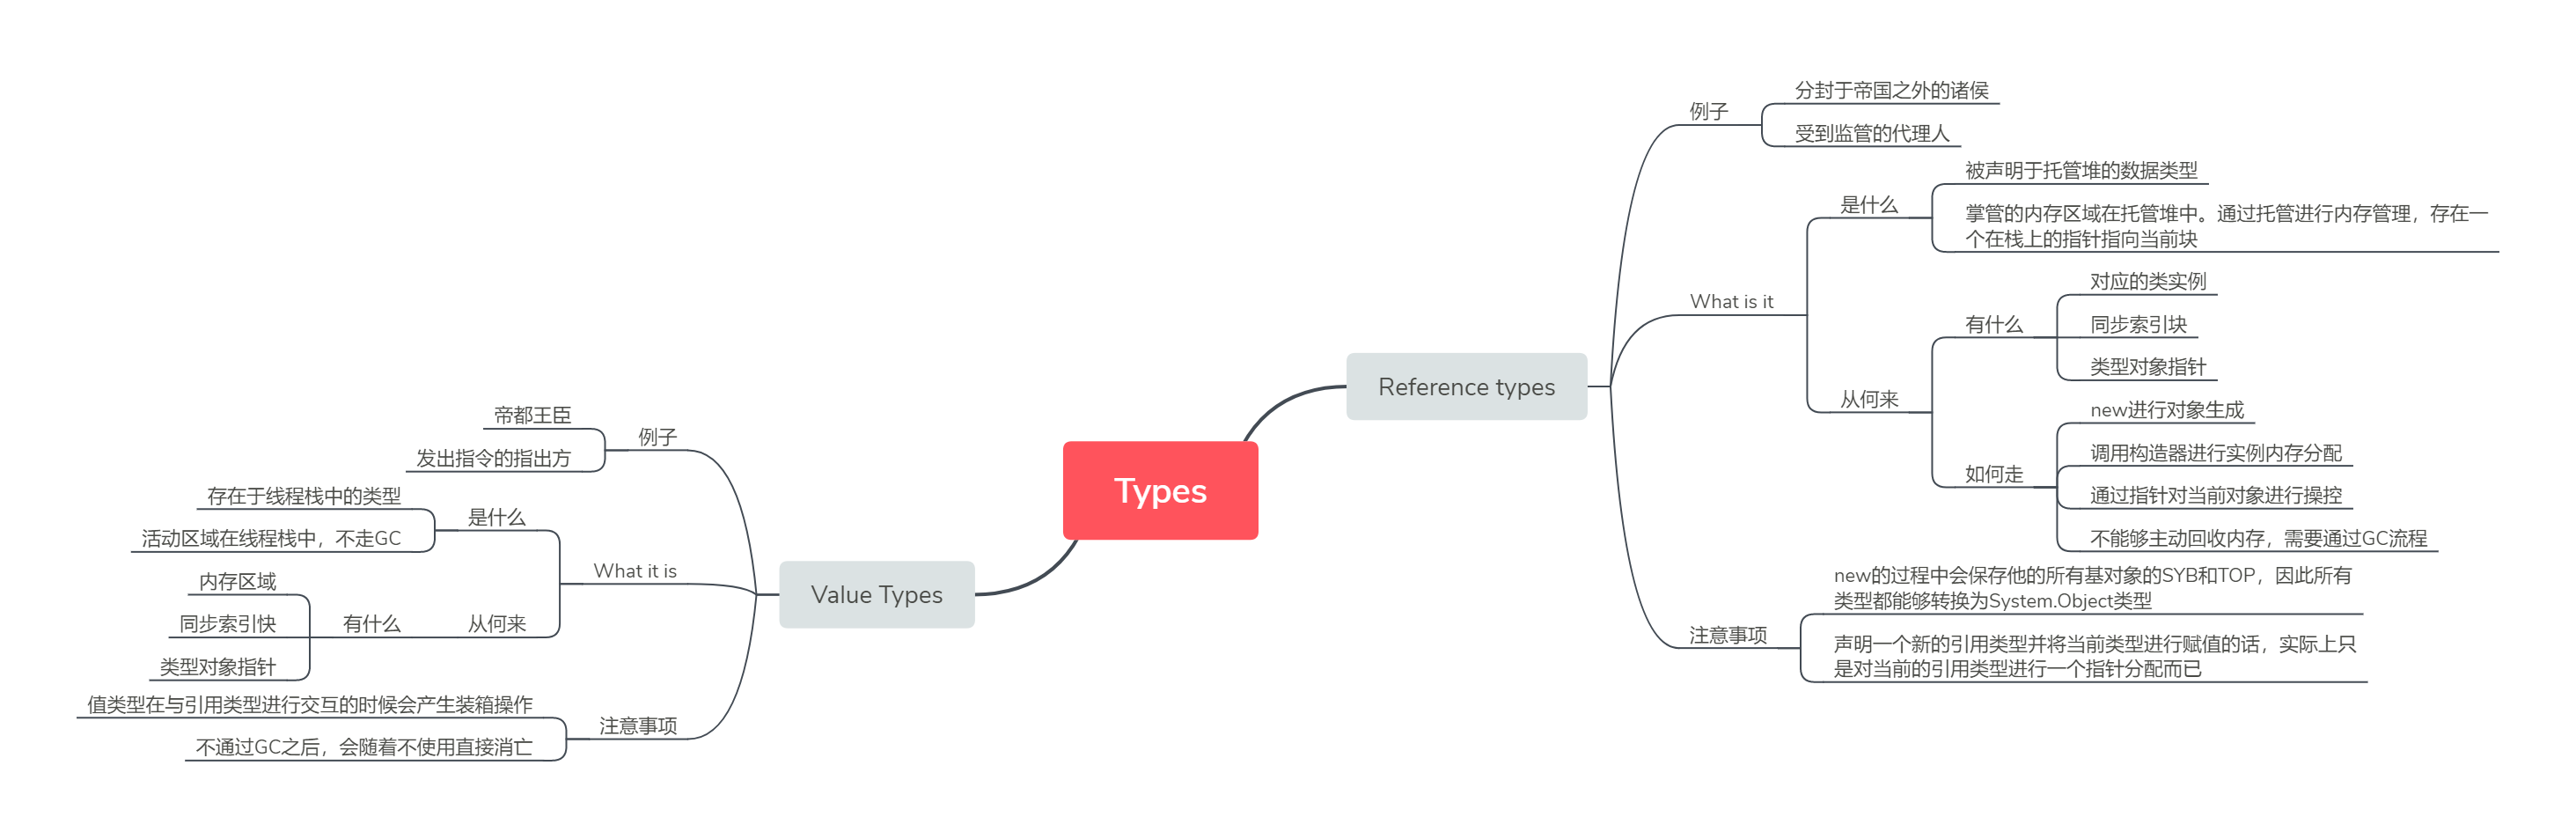 Types
Reference types
例子
分封于帝国之外的诸侯
受到监管的代理人
What is it
是什么
被声明于托管堆的数据类型
掌管的内存区域在托管堆中。通过托管进行内存管理，存在一
个在栈上的指针指向当前块
从何来
有什么
对应的类实例
同步索引块
类型对象指针
如何走
new进行对象生成
调用构造器进行实例内存分配
通过指针对当前对象进行操控
不能够主动回收内存，需要通过GC流程
注意事项
new的过程中会保存他的所有基对象的SYB和TOP，因此所有
类型都能够转换为System.Object类型
声明一个新的引用类型并将当前类型进行赋值的话，实际上只
是对当前的引用类型进行一个指针分配而已
Value Types
例子
帝都王臣
发出指令的指出方
What it is
是什么
存在于线程栈中的类型
活动区域在线程栈中，不走GC
从何来
有什么
内存区域
同步索引快
类型对象指针
注意事项
值类型在与引用类型进行交互的时候会产生装箱操作
不通过GC之后，会随着不使用直接消亡